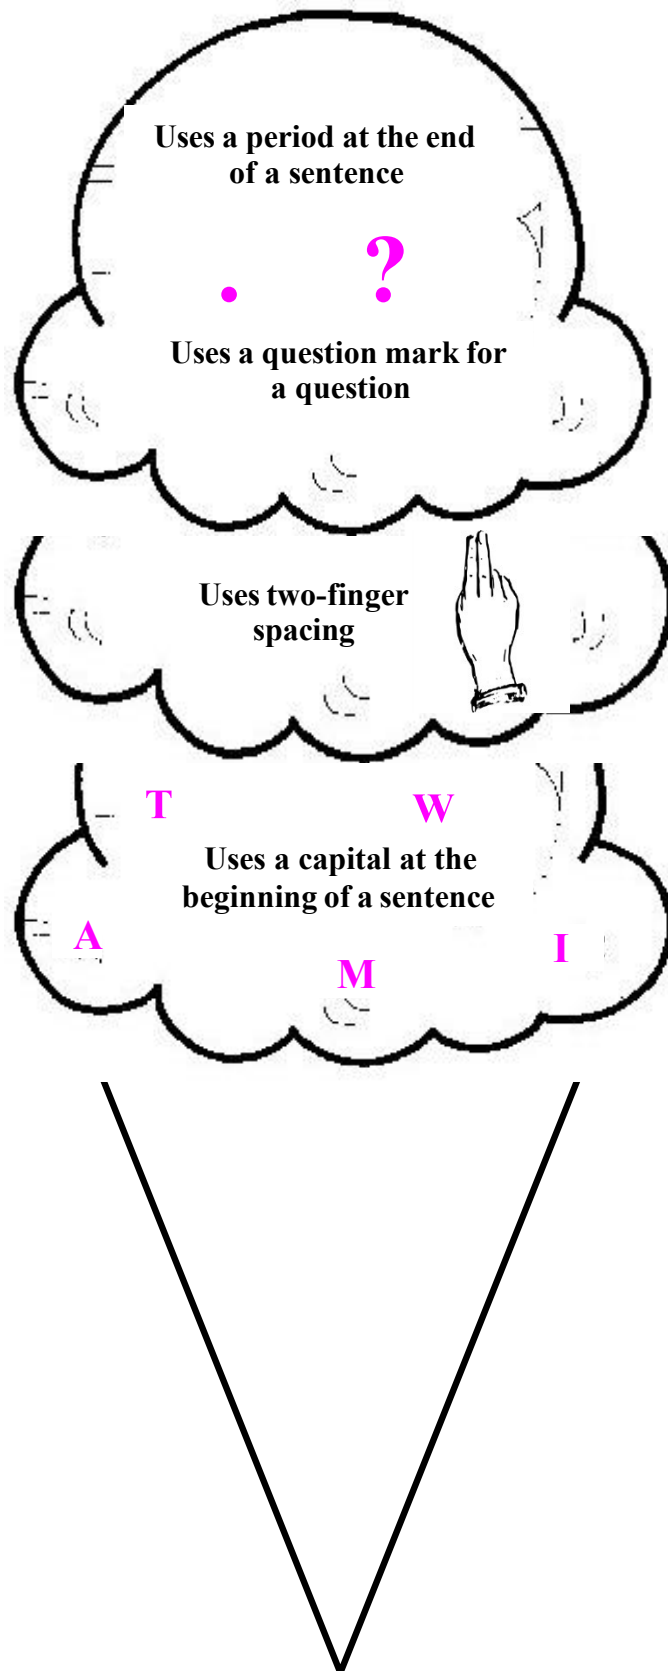 Uses a period at the end
of a sentence
. ?
Uses a question mark for
a question
Uses two-finger
spacing
T W
Uses a capital at the
beginning of a sentence
A M I